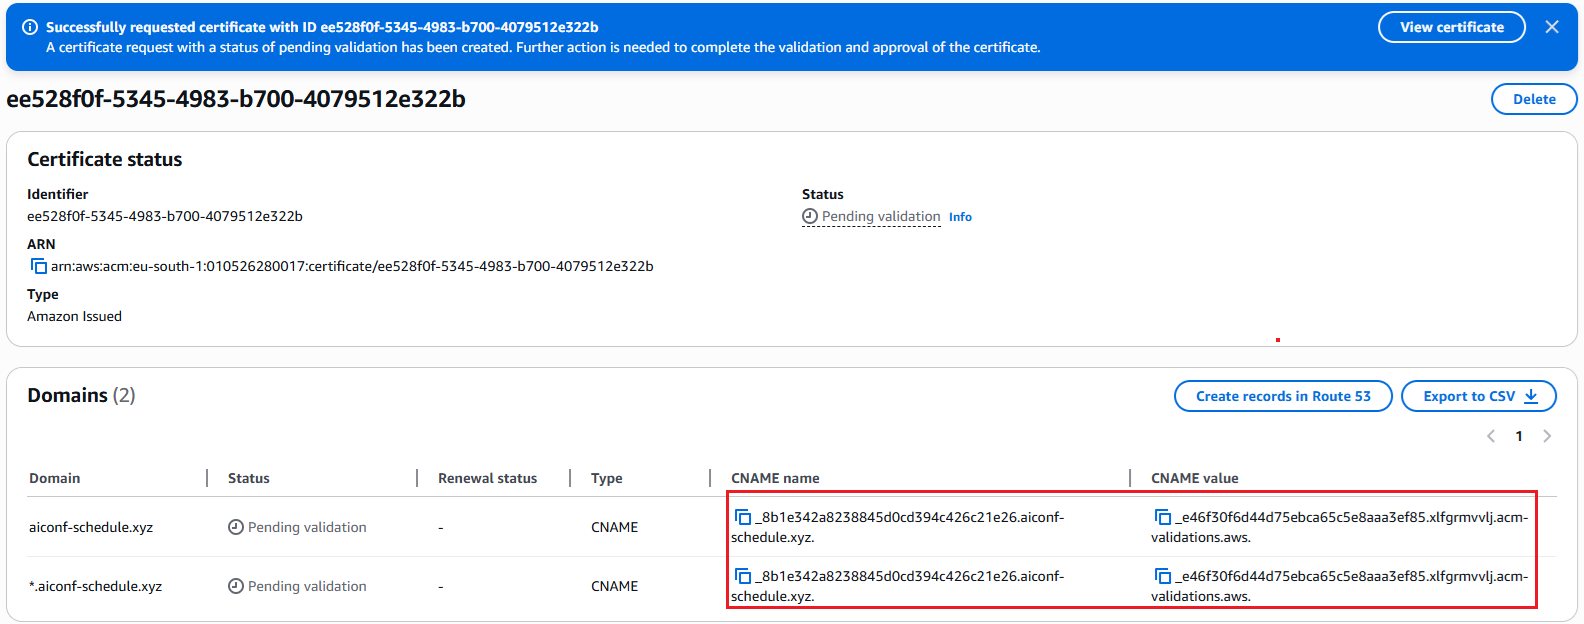 Successfully requested certificate with ID ee528f0f-5345-4983-b700-4079512e322b
A certificate request with a status of pending validation has been created. Further action is needed to complete the validation and approval of the certificate.
View certificate
ee528f0f-5345-4983-b700-4079512e322b
Delete
Certificate status
Identifier
ee528f0f-5345-4983-b700-4079512e322b
Status
Pending validation Info
ARN
arn:aws:acm:eu-south-1:010526280017:certificate/ee528f0f-5345-4983-b700-4079512e322b
Type
Amazon Issued
Domains (2)
Create records in Route 53
Export to CSV
1
Domain Status Renewal status Type CNAME name CNAME value
aiconf-schedule.xyz Pending validation - CNAME _8b1e342a8238845d0cd394c426c21e26.aiconf-schedule.xyz. _e46f30f6d44d75ebca65c5e8aaa3ef85.xlfgrmvvlj.acm-validations.aws.
*.aiconf-schedule.xyz Pending validation - CNAME _8b1e342a8238845d0cd394c426c21e26.aiconf-schedule.xyz. _e46f30f6d44d75ebca65c5e8aaa3ef85.xlfgrmvvlj.acm-validations.aws.